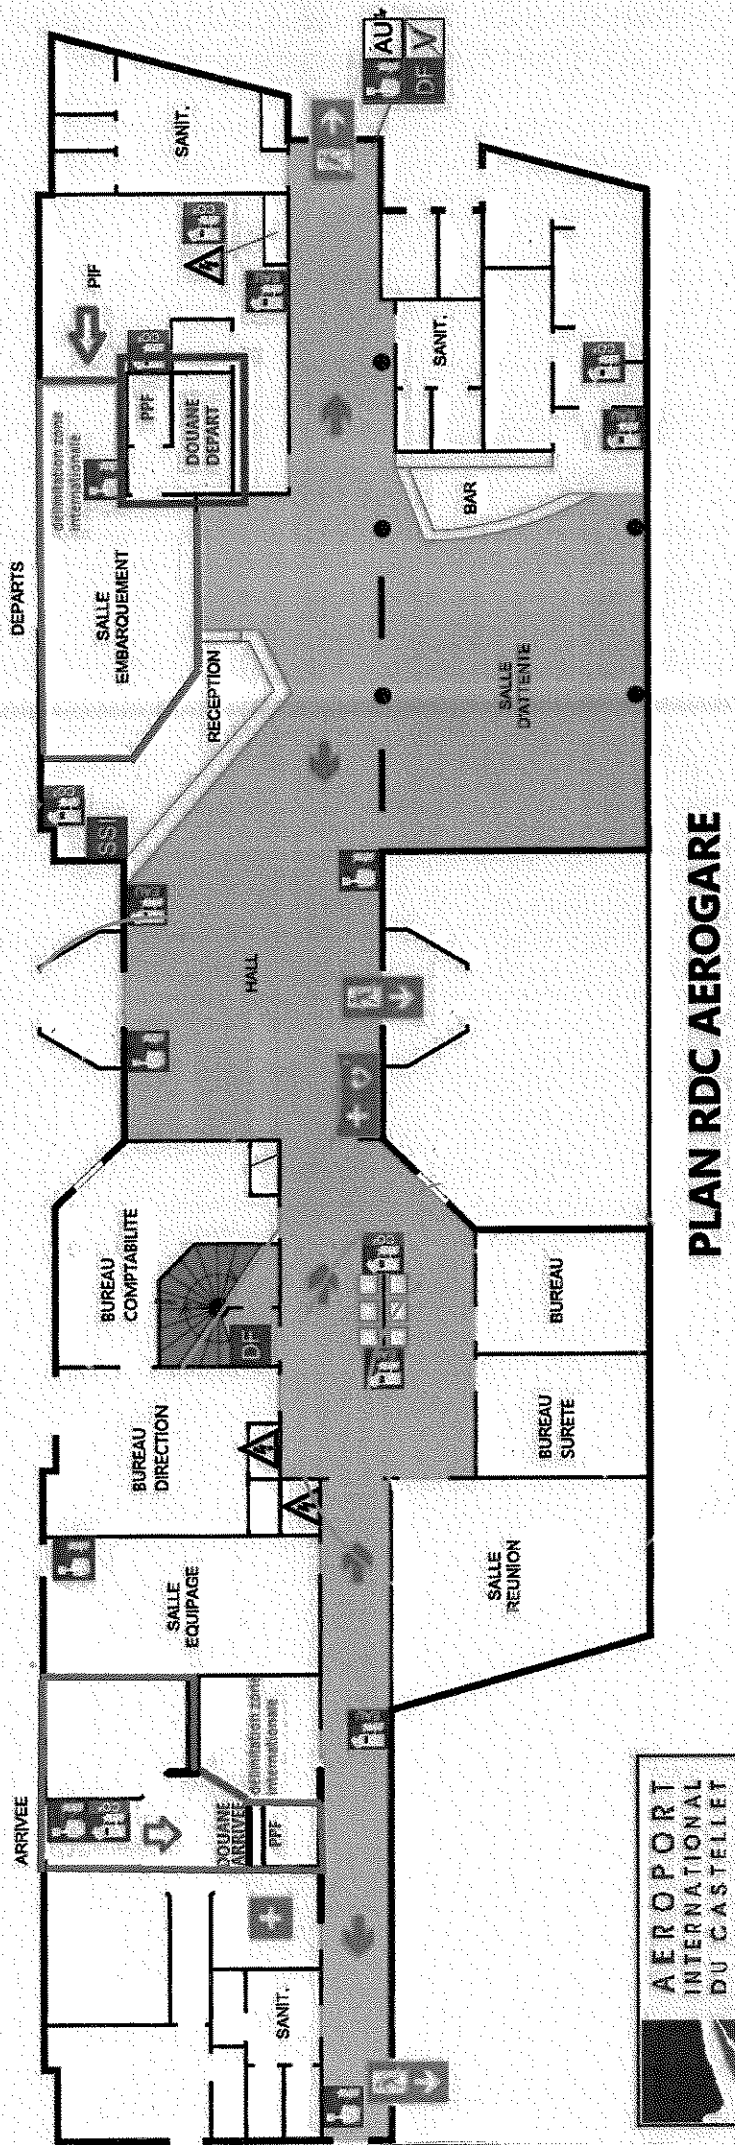 ARRIVEE
DEPARTS
délimitation zone
internationale
PIF
SANIT.
PPF
DOUANE
DEPART
SALLE
EMBARQUEMENT
RECEPTION
SSI
HALL
BUREAU
COMPTABILITE
DF
BUREAU
DIRECTION
SALLE
EQUIPAGE
délimitation zone
internationale
DOUANE
ARRIVEE
PPF
SANIT.
AU
DF
V
SANIT.
BAR
SALLE
D'ATTENTE
BUREAU
BUREAU
SURETE
SALLE
REUNION
PLAN RDC AEROGARE
AEROPORT
INTERNATIONAL
DU CASTELLET